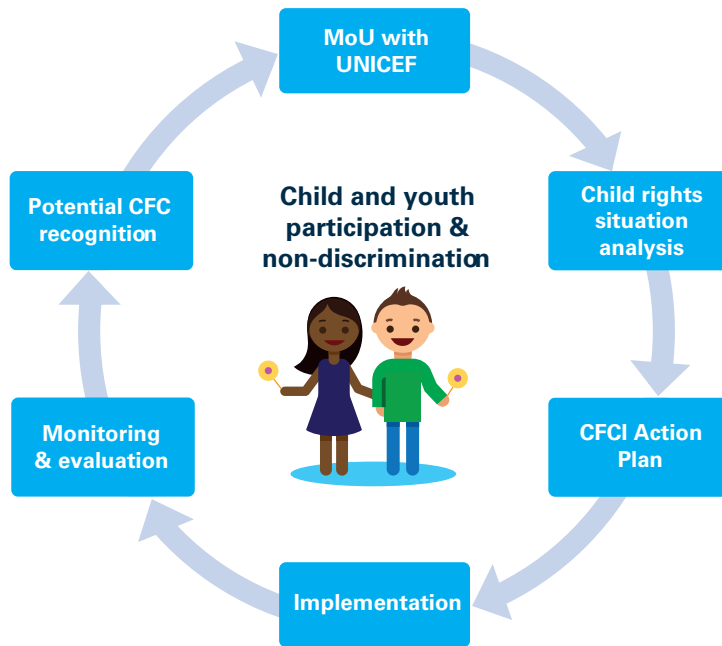 MoU with
UNICEF
Child rights
situation
analysis
CFCI Action
Plan
Implementation
Monitoring
& evaluation
Potential CFC
recognition
Child and youth
participation &
non-discrimination